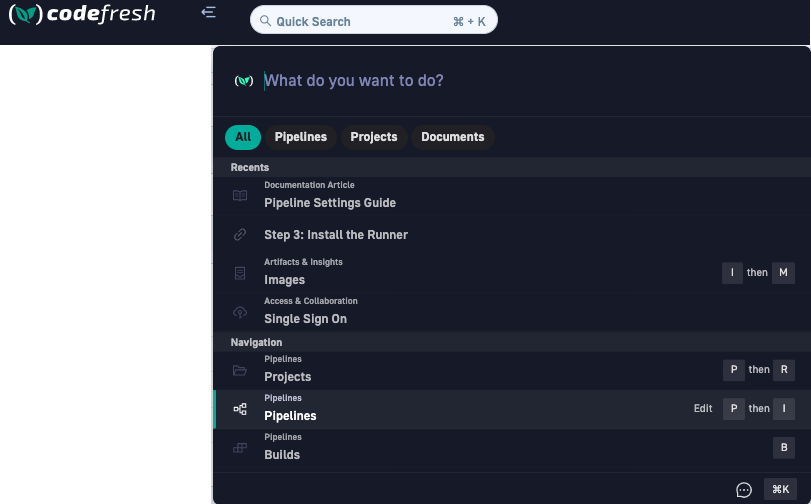 codefresh
Quick Search ⌘ + K
What do you want to do?
All Pipelines Projects Documents
Recents
Documentation Article
Pipeline Settings Guide
Step 3: Install the Runner
Artifacts & Insights
Images I then M
Access & Collaboration
Single Sign On
Navigation
Pipelines
Projects P then R
Pipelines
Pipelines Edit P then I
Pipelines
Builds B
⌘K